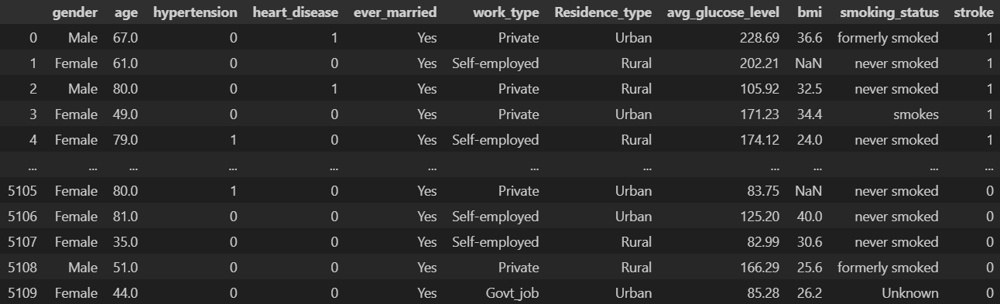 gender age hypertension heart_disease ever_married work_type Residence_type avg_glucose_level bmi smoking_status stroke
0 Male 67.0 0 1 Yes Private Urban 228.69 36.6 formerly smoked 1
1 Female 61.0 0 0 Yes Self-employed Rural 202.21 NaN never smoked 1
2 Male 80.0 0 1 Yes Private Rural 105.92 32.5 never smoked 1
3 Female 49.0 0 0 Yes Private Urban 171.23 34.4 smokes 1
4 Female 79.0 1 0 Yes Self-employed Rural 174.12 24.0 never smoked 1
... ... ... ... ... ... ... ... ... ... ... ...
5105 Female 80.0 1 0 Yes Private Urban 83.75 NaN never smoked 0
5106 Female 81.0 0 0 Yes Self-employed Urban 125.20 40.0 never smoked 0
5107 Female 35.0 0 0 Yes Self-employed Rural 82.99 30.6 never smoked 0
5108 Male 51.0 0 0 Yes Private Rural 166.29 25.6 formerly smoked 0
5109 Female 44.0 0 0 Yes Govt_job Urban 85.28 26.2 Unknown 0